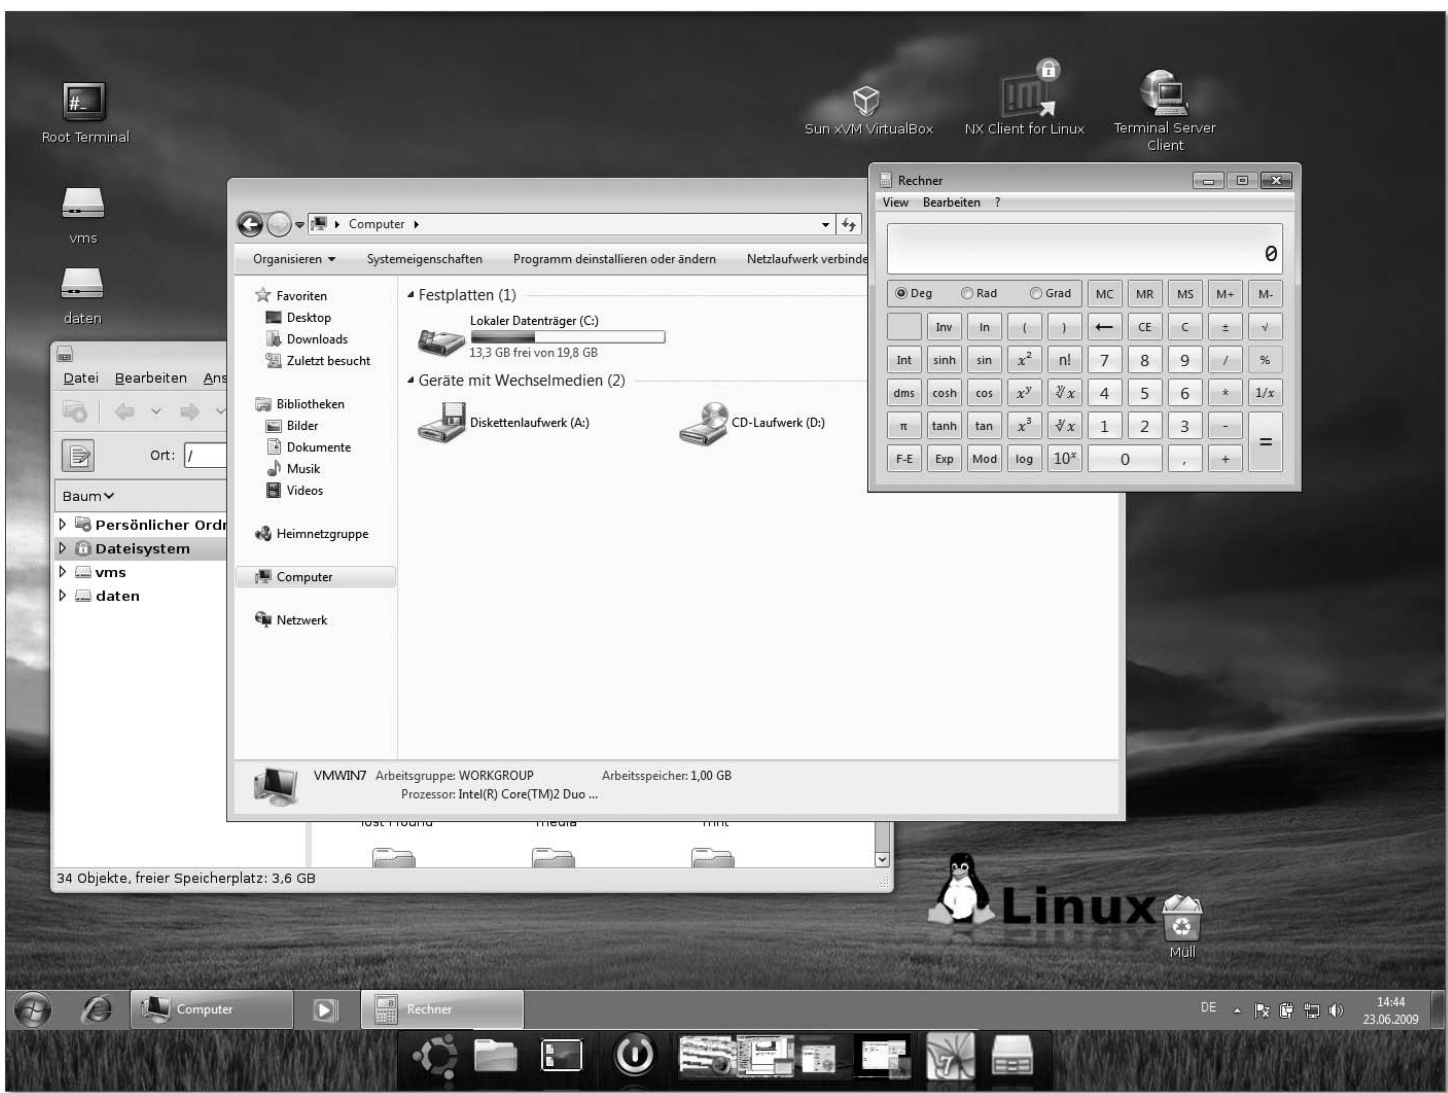 #_
Root Terminal
vms
daten
Sun xVM VirtualBox
NX Client for Linux
!m
Terminal Server
Client
Computer
Organisieren
Systemeigenschaften
Programm deinstallieren oder ändern
Netzlaufwerk verbinde
Favoriten
Desktop
Downloads
Zuletzt besucht
Bibliotheken
Bilder
Dokumente
Musik
Videos
Heimnetzgruppe
Computer
Netzwerk
Festplatten (1)
Lokaler Datenträger (C:)
13,3 GB frei von 19,8 GB
Geräte mit Wechselmedien (2)
Diskettenlaufwerk (A:)
CD-Laufwerk (D:)
VMWIN7 Arbeitsgruppe: WORKGROUP Arbeitsspeicher: 1,00 GB
Prozessor: Intel(R) Core(TM)2 Duo ...
Rechner
View Bearbeiten ?
0
Deg Rad Grad MC MR MS M+ M-
Inv ln ( ) ← CE C ± √
Int sinh sin x² n! 7 8 9 / %
dms cosh cos xʸ ʸ√x 4 5 6 * 1/x
π tanh tan x³ ³√x 1 2 3 - =
F-E Exp Mod log 10ˣ 0 , +
Datei Bearbeiten Ans
Ort: /
Baum
Persönlicher Ordn
Dateisystem
vms
daten
media
34 Objekte, freier Speicherplatz: 3,6 GB
Linux
Müll
Computer
Rechner
DE
14:44
23.06.2009